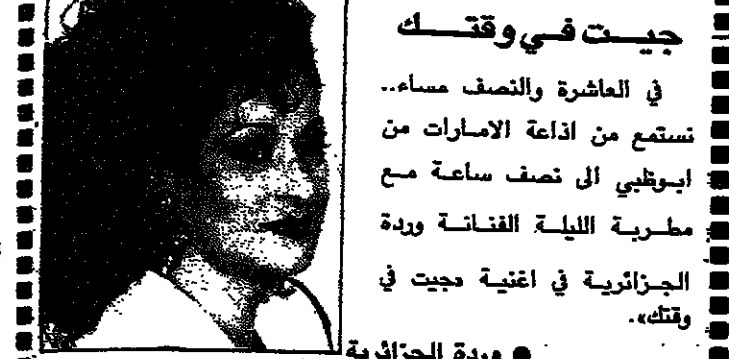 جيت في وقتك
في العاشرة والنصف مساء..
نستمع من اذاعة الامارات من
ابوظبي الى نصف ساعة مع
مطربة الليلة الفنانة وردة
الجزائرية في اغنية «جيت في
وقتك».
● وردة الجزائرية